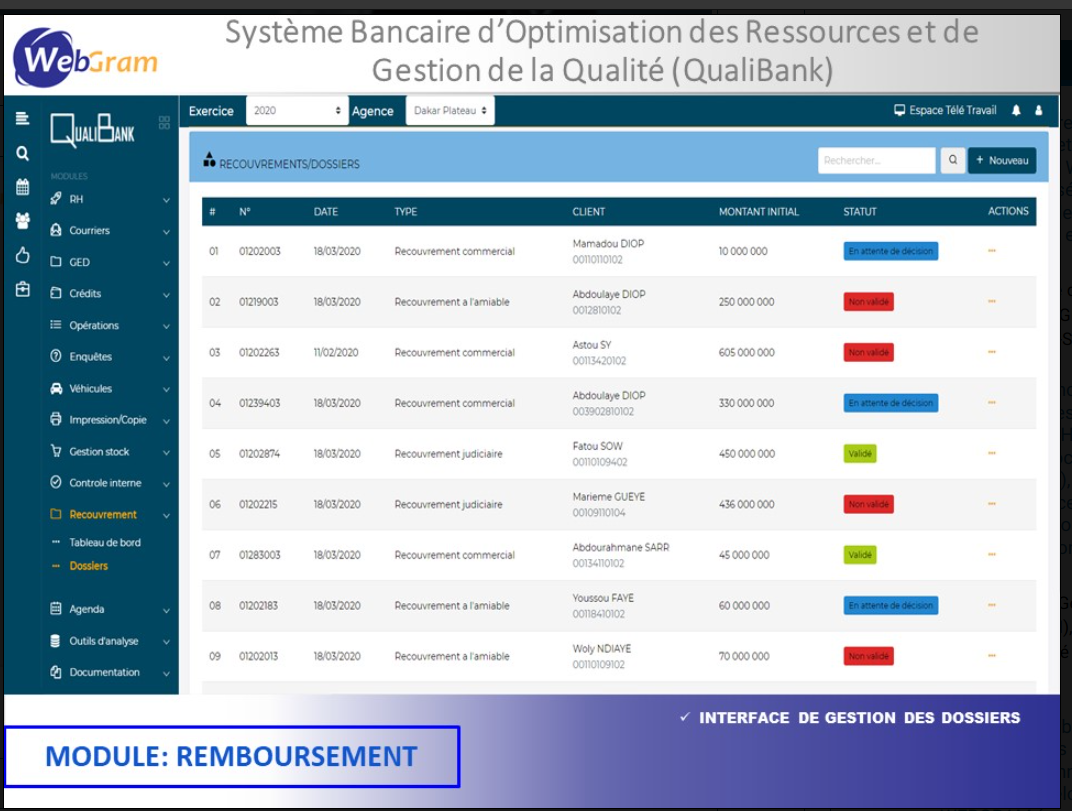 WebGram
Système Bancaire d'Optimisation des Ressources et de
Gestion de la Qualité (QualiBank)
QUALIBANK
Exercice 2020 Agence Dakar Plateau Espace Télé Travail
RECOUVREMENTS/DOSSIERS Rechercher... + Nouveau
MODULES
RH
Courriers
GED
Crédits
Opérations
Enquêtes
Véhicules
Impression/Copie
Gestion stock
Controle interne
Recouvrement
Tableau de bord
Dossiers
Agenda
Outils d'analyse
Documentation
# N° DATE TYPE CLIENT MONTANT INITIAL STATUT ACTIONS
01 01202003 18/03/2020 Recouvrement commercial Mamadou DIOP 10 000 000 En attente de décision
00110110102
02 01219003 18/03/2020 Recouvrement a l'amiable Abdoulaye DIOP 250 000 000 Non validé
0012810102
03 01202263 11/02/2020 Recouvrement commercial Astou SY 605 000 000 Non validé
00113420102
04 01239403 18/03/2020 Recouvrement commercial Abdoulaye DIOP 330 000 000 En attente de décision
003902810102
05 01202874 18/03/2020 Recouvrement judiciaire Fatou SOW 450 000 000 Validé
00110109402
06 01202215 18/03/2020 Recouvrement judiciaire Marieme GUEYE 436 000 000 Non validé
00109110104
07 01283003 18/03/2020 Recouvrement commercial Abdourahmane SARR 45 000 000 Validé
00134110102
08 01202183 18/03/2020 Recouvrement a l'amiable Youssou FAYE 60 000 000 En attente de décision
00118410102
09 01202013 18/03/2020 Recouvrement a l'amiable Woly NDIAYE 70 000 000 Non validé
00110109102
✓ INTERFACE DE GESTION DES DOSSIERS
MODULE: REMBOURSEMENT